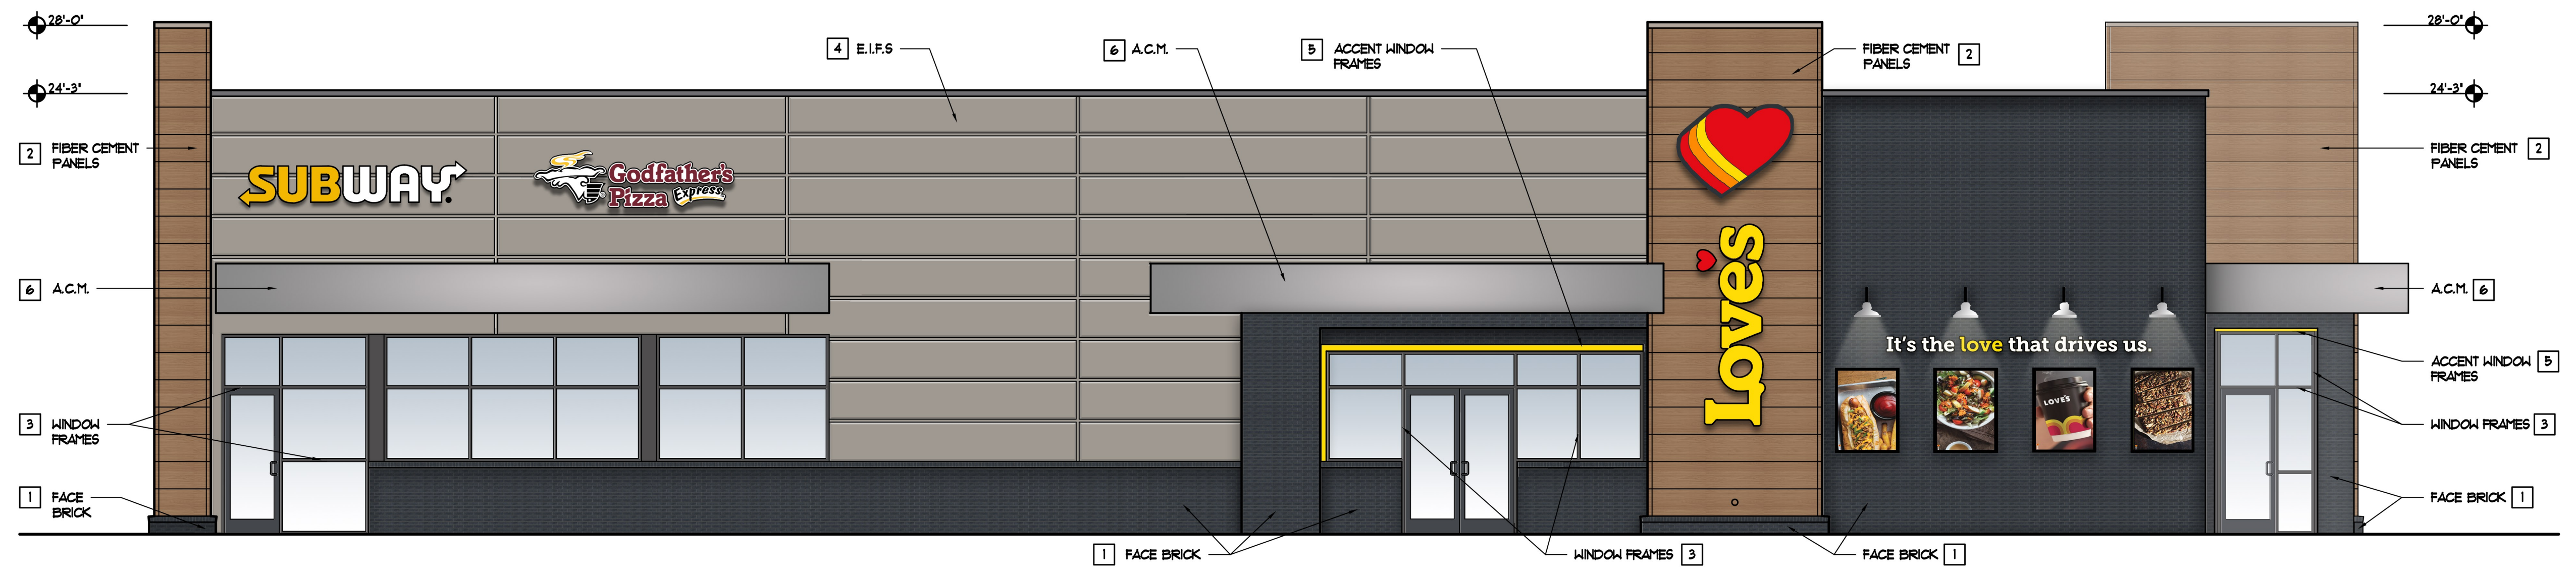 28'-0"
28'-0"
4 E.I.F.S
6 A.C.M.
5 ACCENT WINDOW
FRAMES
FIBER CEMENT
PANELS 2
24'-3"
24'-3"
2 FIBER CEMENT
PANELS
FIBER CEMENT
PANELS 2
SUBWAY
Godfather's
Pizza Express
Love's
6 A.C.M.
A.C.M. 6
It's the love that drives us.
LOVE'S
ACCENT WINDOW
FRAMES 5
3 WINDOW
FRAMES
WINDOW FRAMES 3
1 FACE
BRICK
FACE BRICK 1
1 FACE BRICK
WINDOW FRAMES 3
FACE BRICK 1